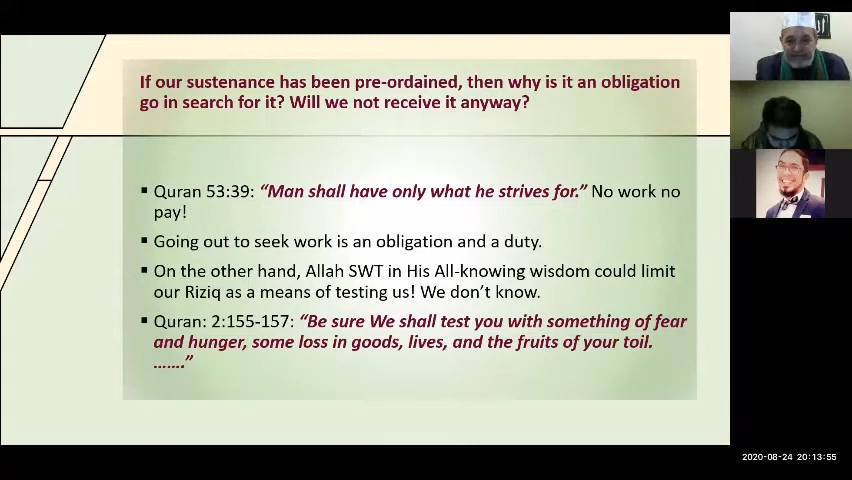 If our sustenance has been pre-ordained, then why is it an obligation
go in search for it? Will we not receive it anyway?
▪ Quran 53:39: “Man shall have only what he strives for.” No work no
pay!
▪ Going out to seek work is an obligation and a duty.
▪ On the other hand, Allah SWT in His All-knowing wisdom could limit
our Riziq as a means of testing us! We don’t know.
▪ Quran: 2:155-157: “Be sure We shall test you with something of fear
and hunger, some loss in goods, lives, and the fruits of your toil.
…….”
2020-08-24 20:13:55